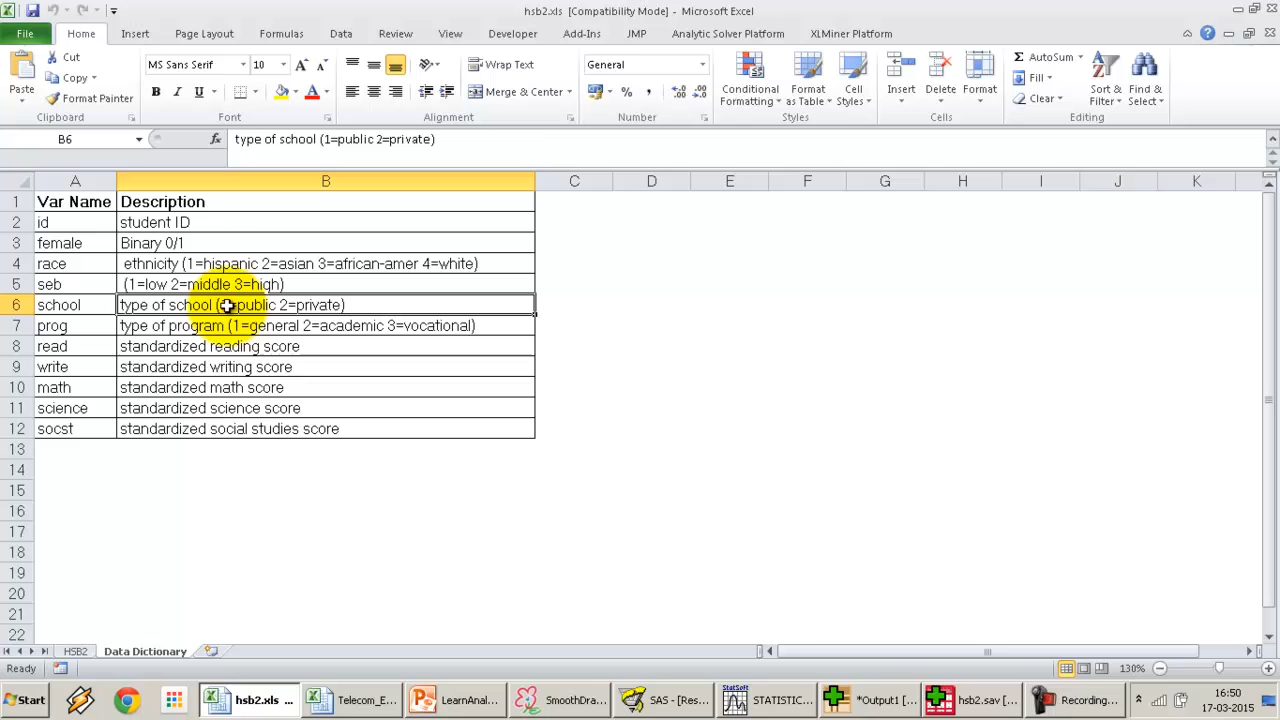 hsb2.xls [Compatibility Mode] - Microsoft Excel
File Home Insert Page Layout Formulas Data Review View Developer Add-Ins JMP Analytic Solver Platform XLMiner Platform
Paste Cut Copy Format Painter
MS Sans Serif 10 A A
B I U A
Wrap Text
Merge & Center
General
% ,
Conditional Formatting Format as Table Cell Styles
Insert Delete Format
Σ AutoSum Fill Clear
Sort & Filter Find & Select
Clipboard Font Alignment Number Styles Cells Editing
B6 fx type of school (1=public 2=private)
A B C D E F G H I J K
1 Var Name Description
2 id student ID
3 female Binary 0/1
4 race ethnicity (1=hispanic 2=asian 3=african-amer 4=white)
5 seb (1=low 2=middle 3=high)
6 school type of school ( =public 2=private)
7 prog type of program (1=general 2=academic 3=vocational)
8 read standardized reading score
9 write standardized writing score
10 math standardized math score
11 science standardized science score
12 socst standardized social studies score
13
14
15
16
17
18
19
20
21
22
HSB2 Data Dictionary
Ready 130%
Start hsb2.xls ... Telecom_E... LearnAnal... SmoothDra... SAS - [Res... STATISTIC... *Output1 [... hsb2.sav [... Recording... 16:50
17-03-2015